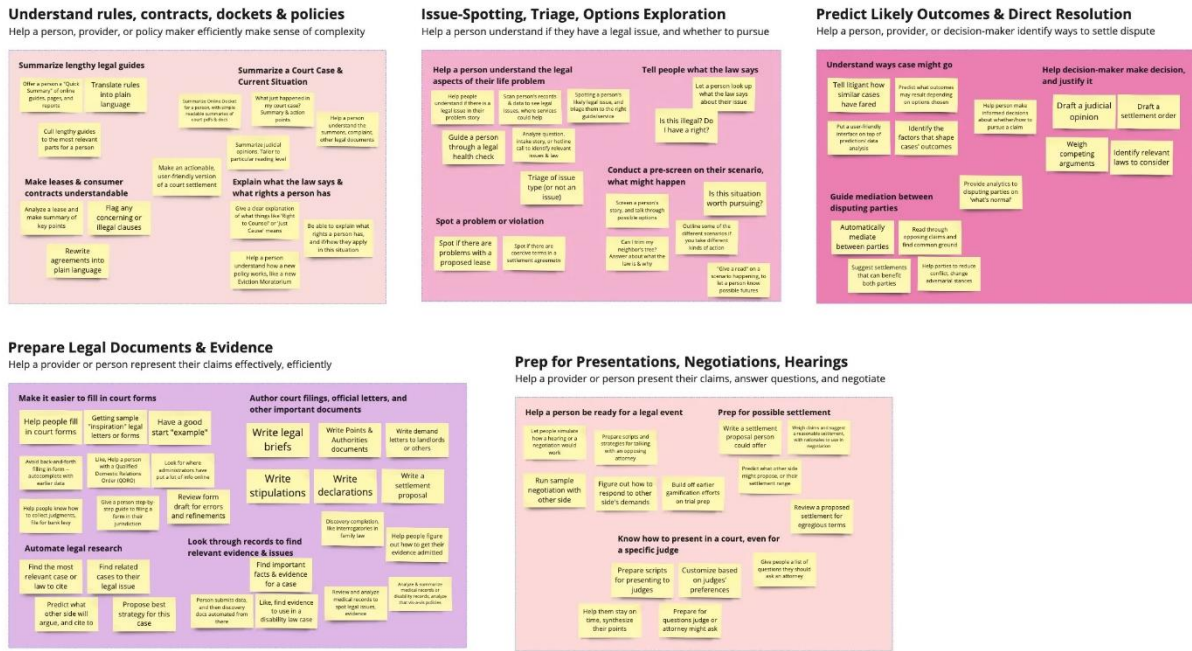 Understand rules, contracts, dockets & policies
Help a person, provider, or policy maker efficiently make sense of complexity
Summarize lengthy legal guides
Offer a person a "Quick
Summary" of online
guides, pages, and
reports
Translate rules
into plain
language
Cull lengthy guides
to the most relevant
parts for a person
Summarize a Court Case &
Current Situation
Summarize Online Docket
for a person, with simple
readable summaries of
court pdfs & docs
What just happened in
my court case?
Summary & action
points
Help a person
understand the
summons, complaint,
other legal documents
Summarize judicial
opinions. Tailor to
particular reading level
Make an actionable,
user-friendly version
of a court settlement
Make leases & consumer
contracts understandable
Analyze a lease and
make summary of
key points
Flag any
concerning or
illegal clauses
Rewrite
agreements into
plain language
Explain what the law says &
what rights a person has
Give a clear explanation
of what things like 'Right
to Counsel' or 'Just
Cause' means
Be able to explain what
rights a person has,
and if/how they apply
in this situation
Help a person
understand how a new
policy works, like a new
Eviction Moratorium
Issue-Spotting, Triage, Options Exploration
Help a person understand if they have a legal issue, and whether to pursue
Help a person understand the legal
aspects of their life problem
Help people
understand if there is a
legal issue in their
problem story
Scan person's records
& data to see legal
issues, where services
could help
Spotting a person's
likely legal issue, and
triages them to the right
guide/service
Guide a person
through a legal
health check
Analyze question,
intake story, or hotline
call to identify relevant
issues & law
Triage of issue
type (or not an
issue)
Tell people what the law says
Let a person look up
what the law says
about their issue
Is this illegal? Do
I have a right?
Conduct a pre-screen on their scenario,
what might happen
Screen a person's
story, and talk through
possible options
Is this situation
worth pursuing?
Can I trim my
neighbor's tree?
Answer about what the
law is & why
Outline some of the
different scenarios if
you take different
kinds of action
"Give a read" on a
scenario happening, to
let a person know
possible futures
Spot a problem or violation
Spot if there are
problems with a
proposed lease
Spot if there are
coercive terms in a
settlement agreement
Predict Likely Outcomes & Direct Resolution
Help a person, provider, or decision-maker identify ways to settle dispute
Understand ways case might go
Tell litigant how
similar cases
have fared
Predict what outcomes
may result depending
on options chosen
Put a user-friendly
interface on top of
prediction/ data
analysis
Identify the
factors that shape
cases' outcomes
Help person make
informed decisions
about whether/how to
pursue a claim
Help decision-maker make decision,
and justify it
Draft a judicial
opinion
Draft a
settlement order
Weigh
competing
arguments
Identify relevant
laws to consider
Provide analytics to
disputing parties on
'what's normal'
Guide mediation between
disputing parties
Automatically
mediate
between parties
Read through
opposing claims and
find common ground
Suggest settlements
that can benefit
both parties
Help parties to reduce
conflict, change
adversarial stances
Prepare Legal Documents & Evidence
Help a provider or person represent their claims effectively, efficiently
Make it easier to fill in court forms
Help people fill
in court forms
Getting sample
"inspiration" legal
letters or forms
Have a good
start "example"
Avoid back-and-forth
filling in form --
autocomplete with
earlier data
Like, Help a person
with a Qualified
Domestic Relations
Order (QDRO)
Look for where
administrators have
put a lot of info online
Help people know how
to collect judgments,
file for bank levy
Give a person step-by-
step guide to filing a
form in their
jurisdiction
Review form
draft for errors
and refinements
Author court filings, official letters, and
other important documents
Write legal
briefs
Write Points &
Authorities
documents
Write demand
letters to landlords
or others
Write
stipulations
Write
declarations
Write a
settlement
proposal
Discovery completion,
like interrogatories in
family law
Help people figure
out how to get their
evidence admitted
Automate legal research
Find the most
relevant case or
law to cite
Find related
cases to their
legal issue
Predict what
other side will
argue, and cite to
Propose best
strategy for this
case
Look through records to find
relevant evidence & issues
Find important
facts & evidence
for a case
Person submits data,
and then discovery
docs automated from
there
Like, find evidence
to use in a
disability law case
Review and analyze
medical records to
spot legal issues,
evidence
Analyze & summarize
medical records or
disability records; analyze
that vis-a-vis policies
Prep for Presentations, Negotiations, Hearings
Help a provider or person present their claims, answer questions, and negotiate
Help a person be ready for a legal event
Let people simulate
how a hearing or a
negotiation would
work
Prepare scripts and
strategies for talking
with an opposing
attorney
Run sample
negotiation with
other side
Figure out how to
respond to other
side's demands
Build off earlier
gamification efforts
on trial prep
Prep for possible settlement
Write a settlement
proposal person
could offer
Weigh claims and suggest
a reasonable settlement,
with rationales to use in
negotiation
Predict what other side
might propose, or their
settlement range
Review a proposed
settlement for
egregious terms
Know how to present in a court, even for
a specific judge
Prepare scripts
for presenting to
judges
Customize based
on judges'
preferences
Give people a list of
questions they should
ask an attorney
Help them stay on
time, synthesize
their points
Prepare for
questions judge or
attorney might ask